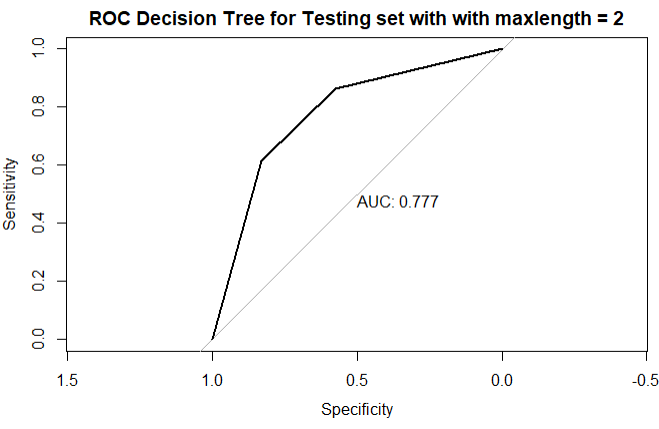 ROC Decision Tree for Testing set with with maxlength = 2
1.0
0.8
0.6
0.4
0.2
0.0
Sensitivity
AUC: 0.777
1.5 1.0 0.5 0.0 -0.5
Specificity